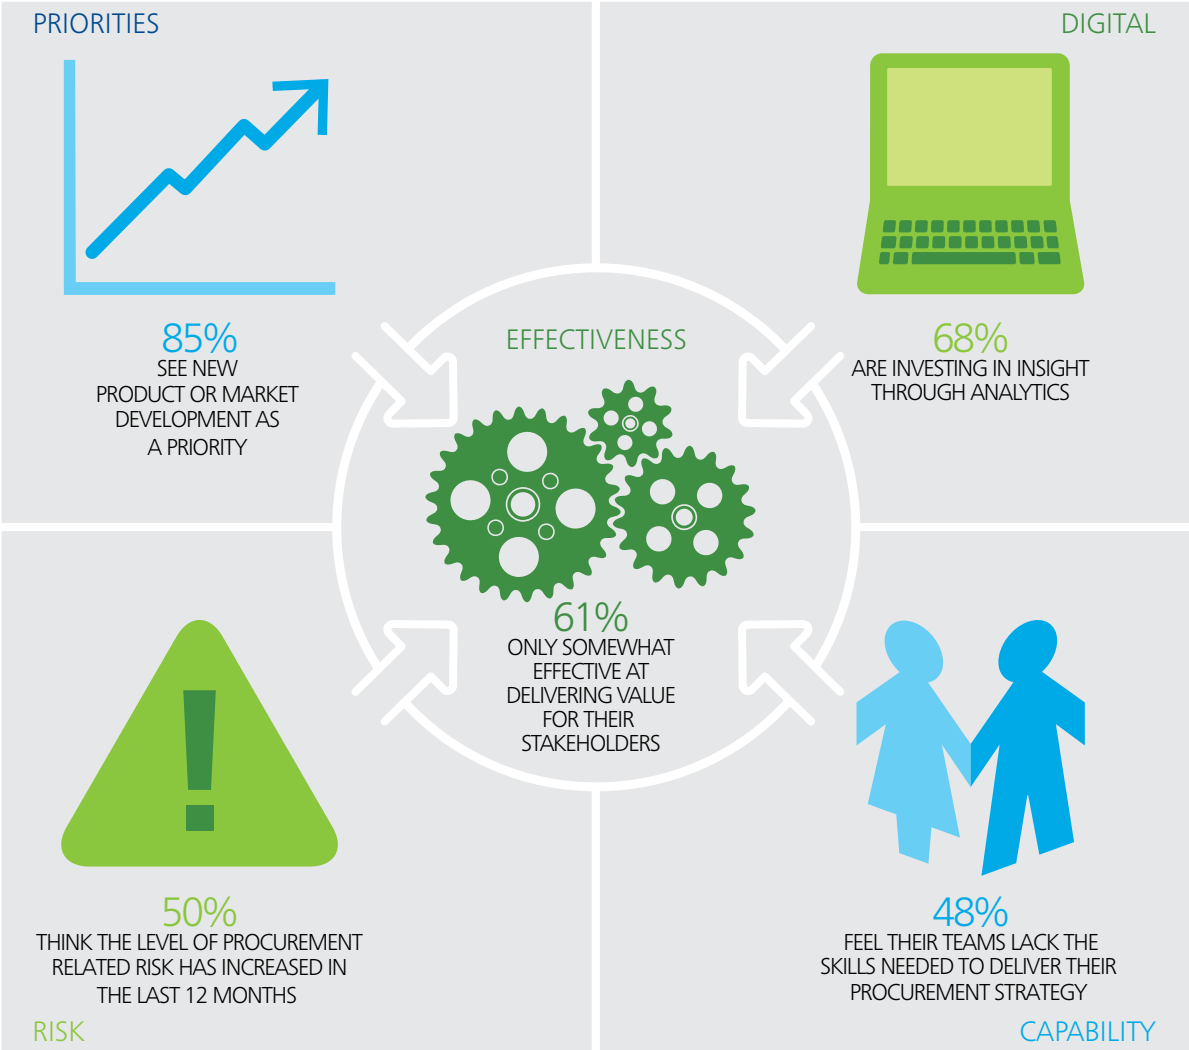 PRIORITIES
85%
SEE NEW
PRODUCT OR MARKET
DEVELOPMENT AS
A PRIORITY
DIGITAL
68%
ARE INVESTING IN INSIGHT
THROUGH ANALYTICS
EFFECTIVENESS
61%
ONLY SOMEWHAT
EFFECTIVE AT
DELIVERING VALUE
FOR THEIR
STAKEHOLDERS
50%
THINK THE LEVEL OF PROCUREMENT
RELATED RISK HAS INCREASED IN
THE LAST 12 MONTHS
RISK
48%
FEEL THEIR TEAMS LACK THE
SKILLS NEEDED TO DELIVER THEIR
PROCUREMENT STRATEGY
CAPABILITY